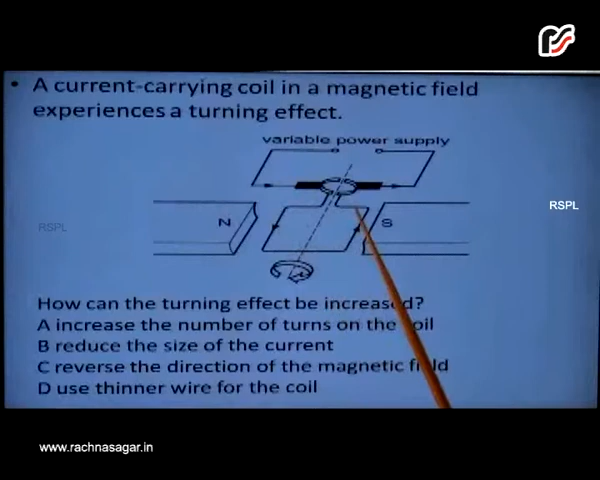 • A current-carrying coil in a magnetic field
experiences a turning effect.
variable power supply
RSPL
RSPL
N
S
How can the turning effect be increased?
A increase the number of turns on the coil
B reduce the size of the current
C reverse the direction of the magnetic field
D use thinner wire for the coil
www.rachnasagar.in